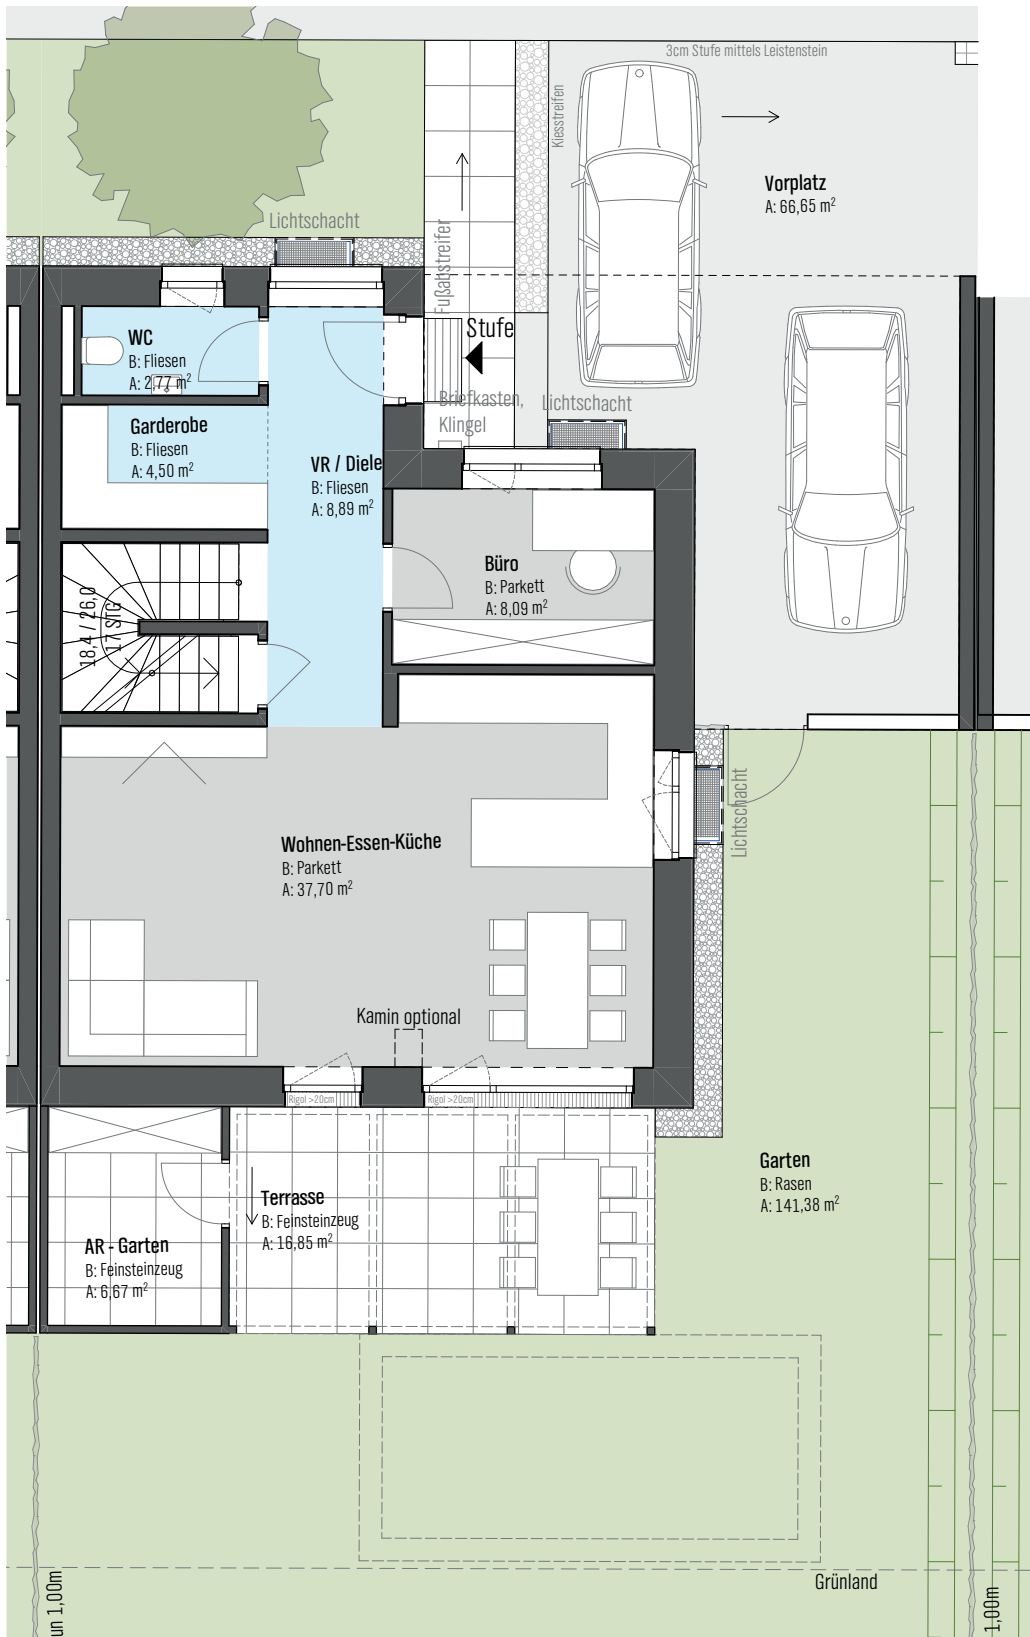 3cm Stufe mittels Leistenstein
Kiesstreifen
Vorplatz
A: 66,65 m²
Lichtschacht
Fußabstreifer
Stufe
WC
B: Fliesen
A: 2,77 m²
Briefkasten,
Klingel
Lichtschacht
Garderobe
B: Fliesen
A: 4,50 m²
VR / Diele
B: Fliesen
A: 8,89 m²
Büro
B: Parkett
A: 8,09 m²
18,4 / 26,0
17 STG
Lichtschacht
Wohnen-Essen-Küche
B: Parkett
A: 37,70 m²
Kamin optional
Rigol >20cm
Rigol >20cm
Garten
B: Rasen
A: 141,38 m²
Terrasse
B: Feinsteinzeug
A: 16,85 m²
AR - Garten
B: Feinsteinzeug
A: 6,67 m²
Grünland
un 1,00m
1,00m